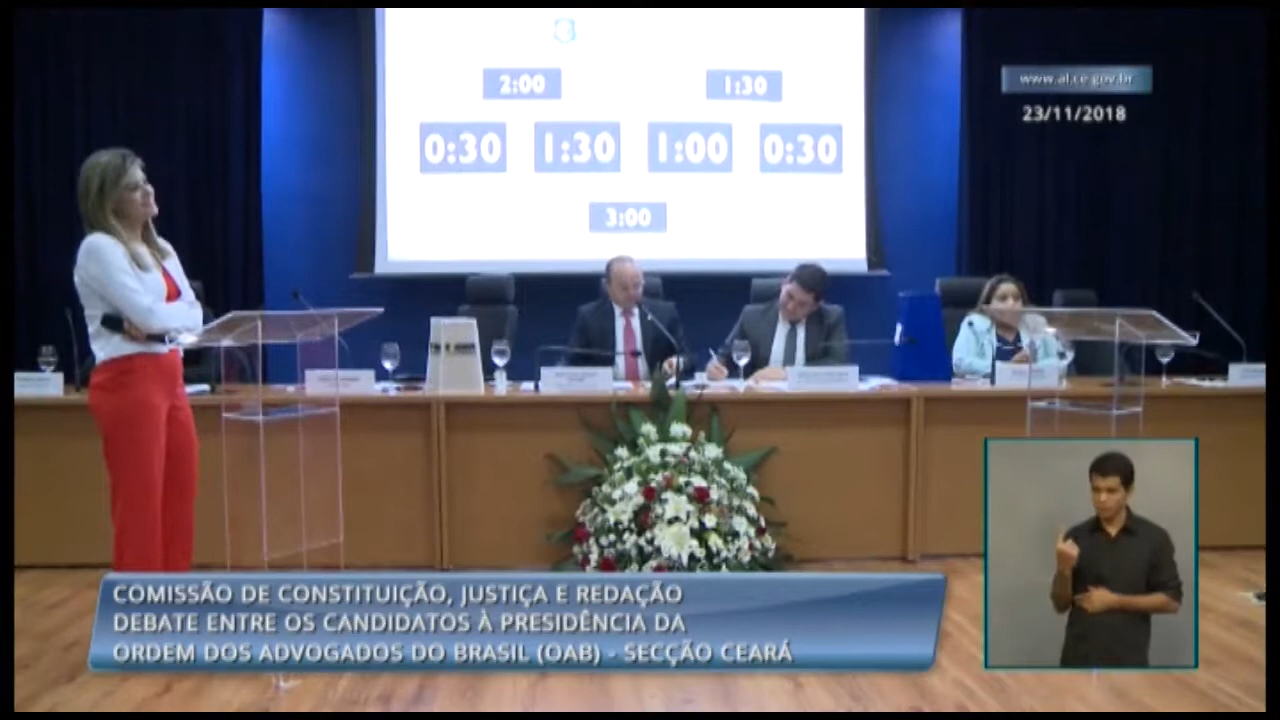 www.al.ce.gov.br
23/11/2018
2:00
1:30
0:30
1:30
1:00
0:30
3:00
COMISSÃO DE CONSTITUIÇÃO, JUSTIÇA E REDAÇÃO
DEBATE ENTRE OS CANDIDATOS À PRESIDÊNCIA DA
ORDEM DOS ADVOGADOS DO BRASIL (OAB) - SECÇÃO CEARÁ